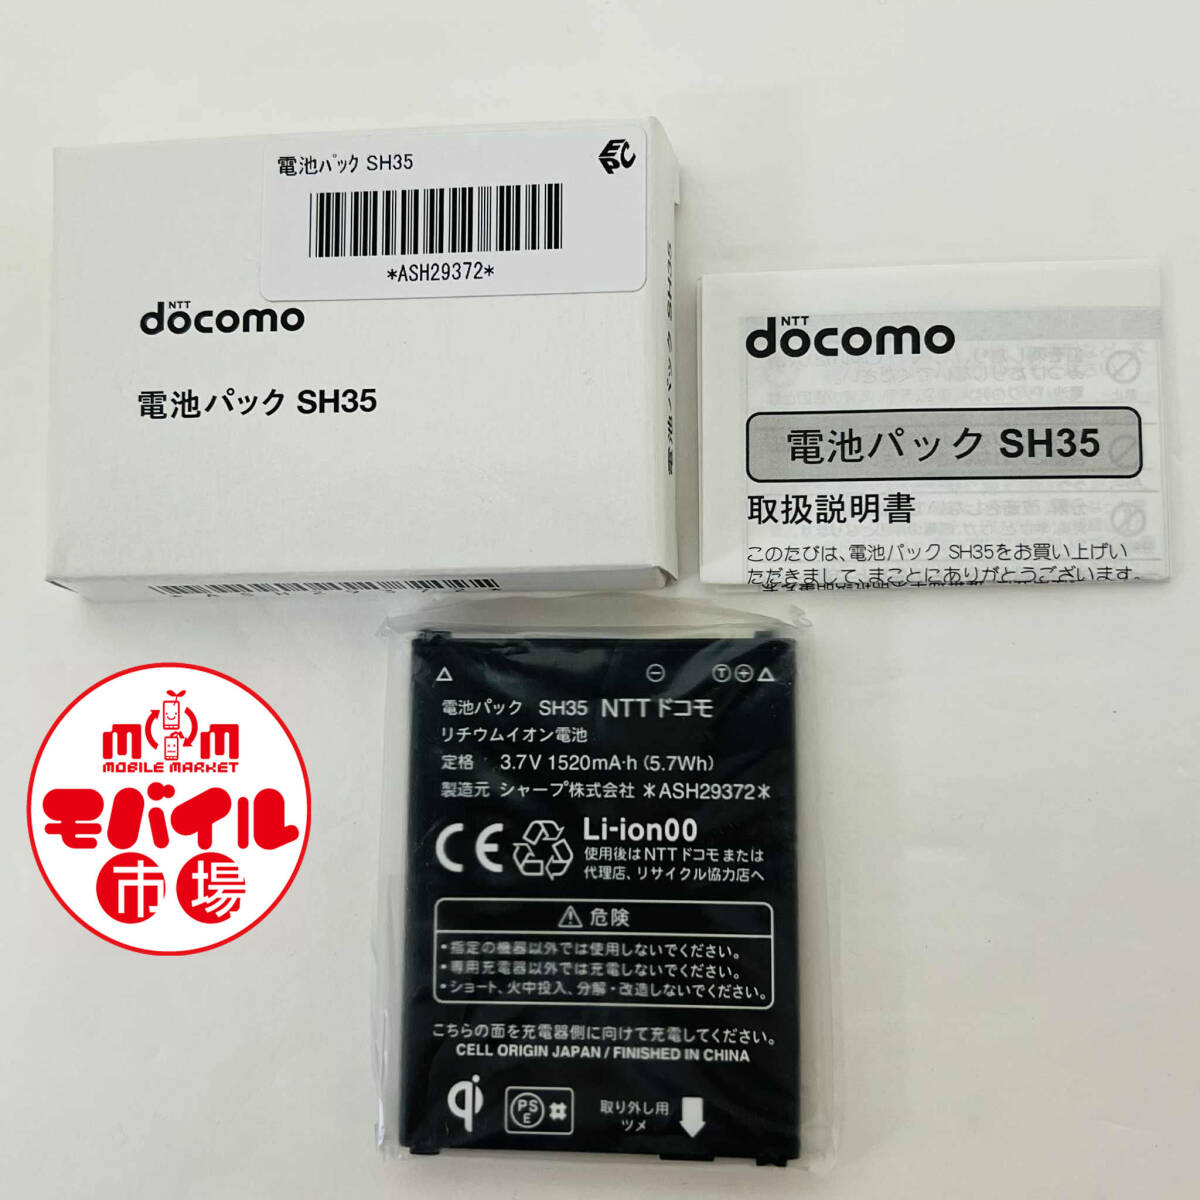 電池パック SH35
EPC
*ASH29372*
NTT
docomo
電池パック SH35
NTT
docomo
電池パック SH35
取扱説明書
このたびは、電池パック SH35をお買い上げい
ただきまして、まことにありがとうございます。
電池パック SH35 NTT ドコモ
リチウムイオン電池
定格 3.7V 1520mA·h (5.7Wh)
製造元 シャープ株式会社 *ASH29372*
CE
Li-ion00
使用後はNTTドコモまたは
代理店、リサイクル協力店へ
危険
・指定の機器以外では使用しないでください。
・専用充電器以外では充電しないでください。
・ショート、火中投入、分解・改造しないでください。
こちらの面を充電器側に向けて充電してください。
CELL ORIGIN JAPAN / FINISHED IN CHINA
qi
PS
E
取り外し用
ツメ
MOM
MOBILE MARKET
モバイル
市場